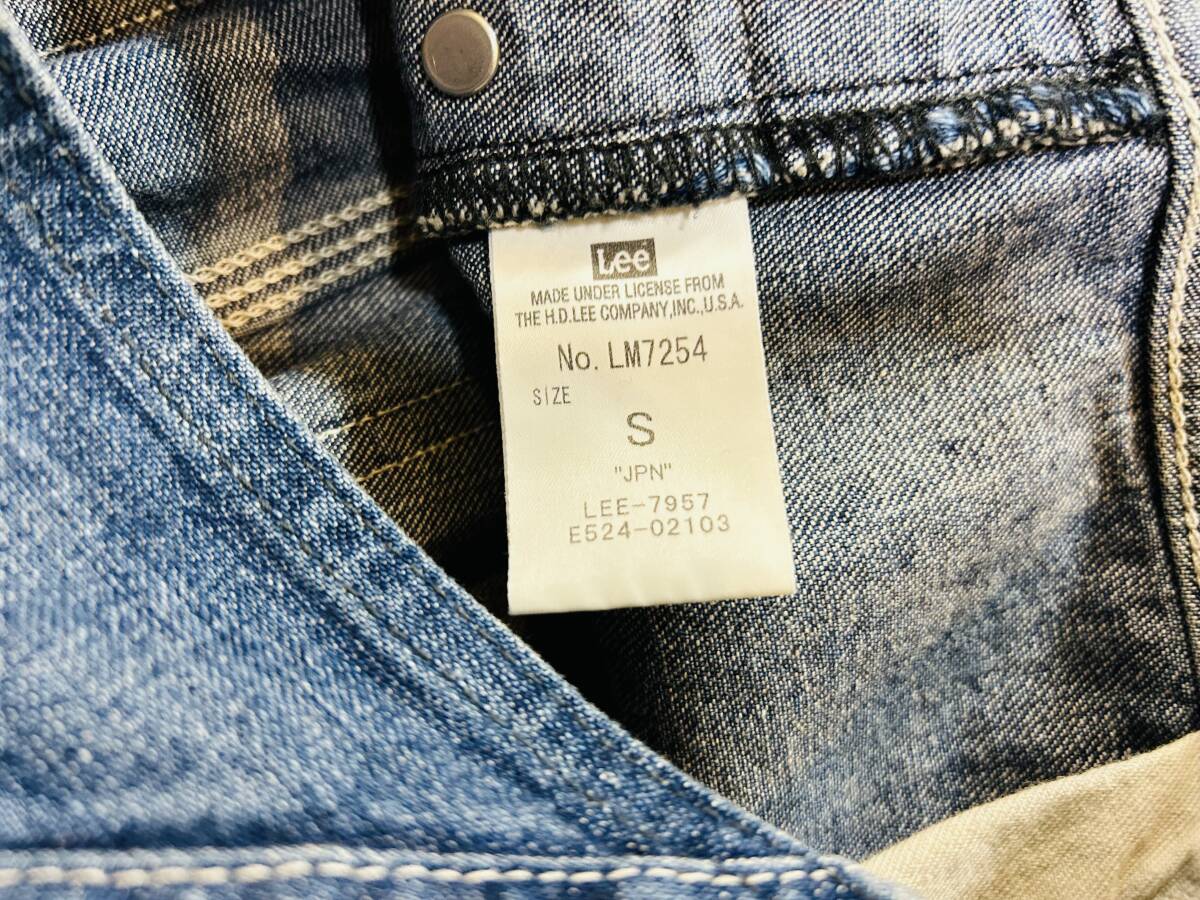 Lee
MADE UNDER LICENSE FROM
THE H.D.LEE COMPANY,INC.,U.S.A.
No. LM7254
SIZE
S
"JPN"
LEE-7957
E524-02103